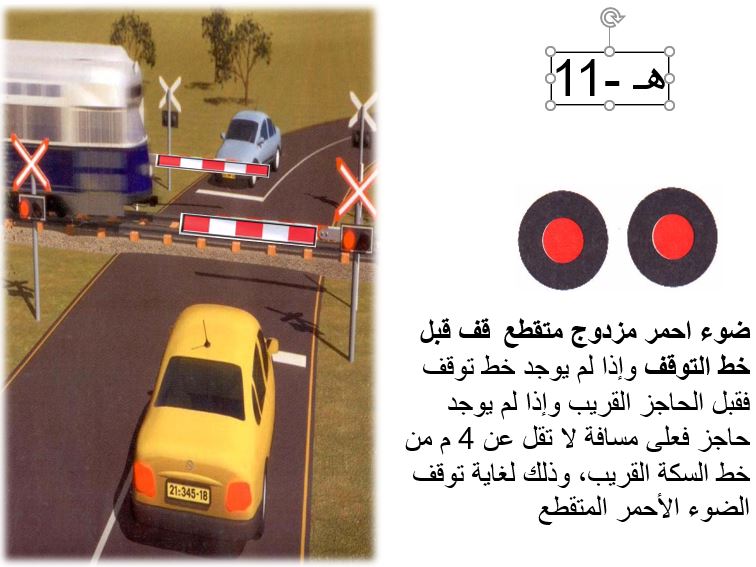 هـ -11
ضوء احمر مزدوج متقطع قف قبل
خط التوقف وإذا لم يوجد خط توقف
فقبل الحاجز القريب وإذا لم يوجد
حاجز فعلى مسافة لا تقل عن 4 م من
خط السكة القريب، وذلك لغاية توقف
الضوء الأحمر المتقطع
21-345-18